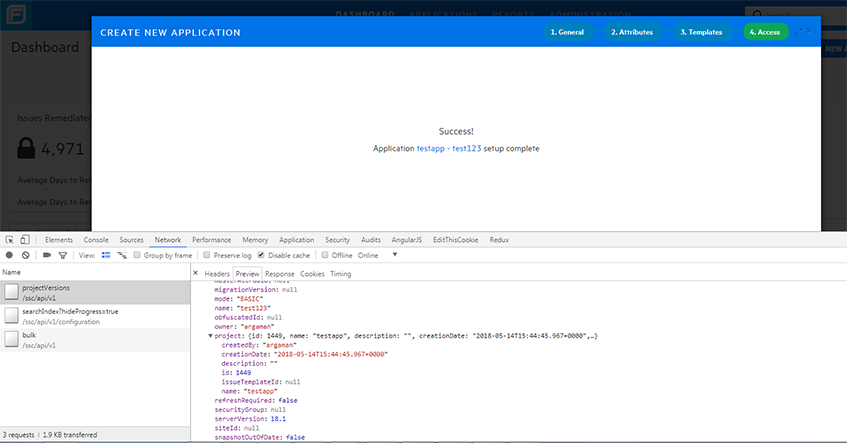 DASHBOARD APPLICATIONS REPORTS ADMINISTRATION
Search
Dashboard
CREATE NEW APPLICATION
1. General
2. Attributes
3. Templates
4. Access
NEW A
Issues Remediated
4,971
Average Days to Re
Average Days to Re
Success!
Application testapp - test123 setup complete
Elements Console Sources Network Performance Memory Application Security Audits AngularJS EditThisCookie Redux
View: Group by frame Preserve log Disable cache Offline Online
Name
projectVersions
/ssc/api/v1
searchIndex?hideProgress=true
/ssc/api/v1/configuration
bulk
/ssc/api/v1
3 requests | 1.9 KB transferred
Headers Preview Response Cookies Timing
migrationVersion: null
mode: "BASIC"
name: "test123"
obfuscatedId: null
owner: "argaman"
project: {id: 1449, name: "testapp", description: "", creationDate: "2018-05-14T15:44:45.967+0000",…}
createdBy: "argaman"
creationDate: "2018-05-14T15:44:45.967+0000"
description: ""
id: 1449
issueTemplateId: null
name: "testapp"
refreshRequired: false
securityGroup: null
serverVersion: 18.1
siteId: null
snapshotOutOfDate: false